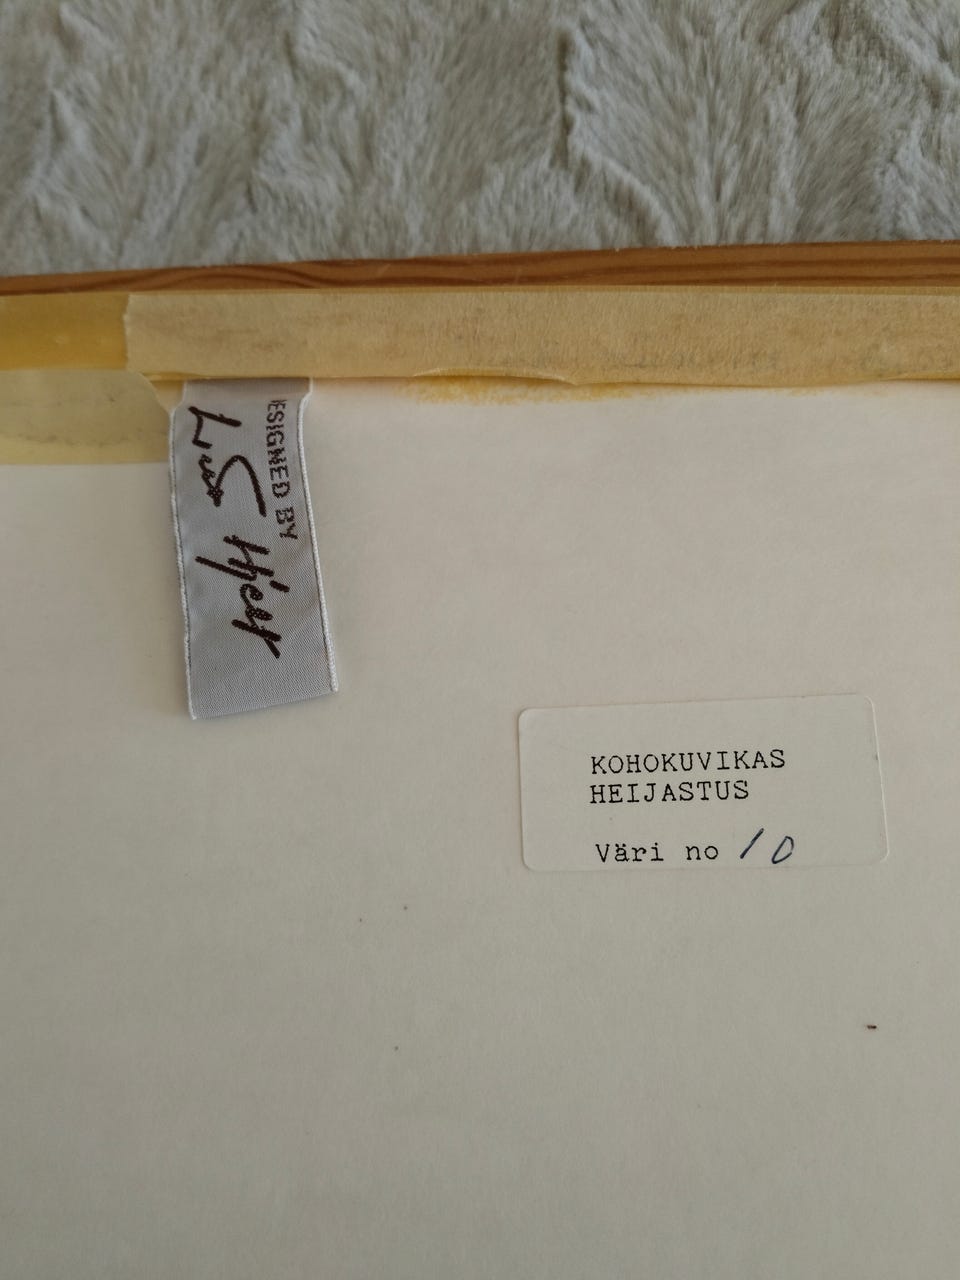 ESIGNED BY
KOHOKUVIKAS
HEIJASTUS
Väri no 10